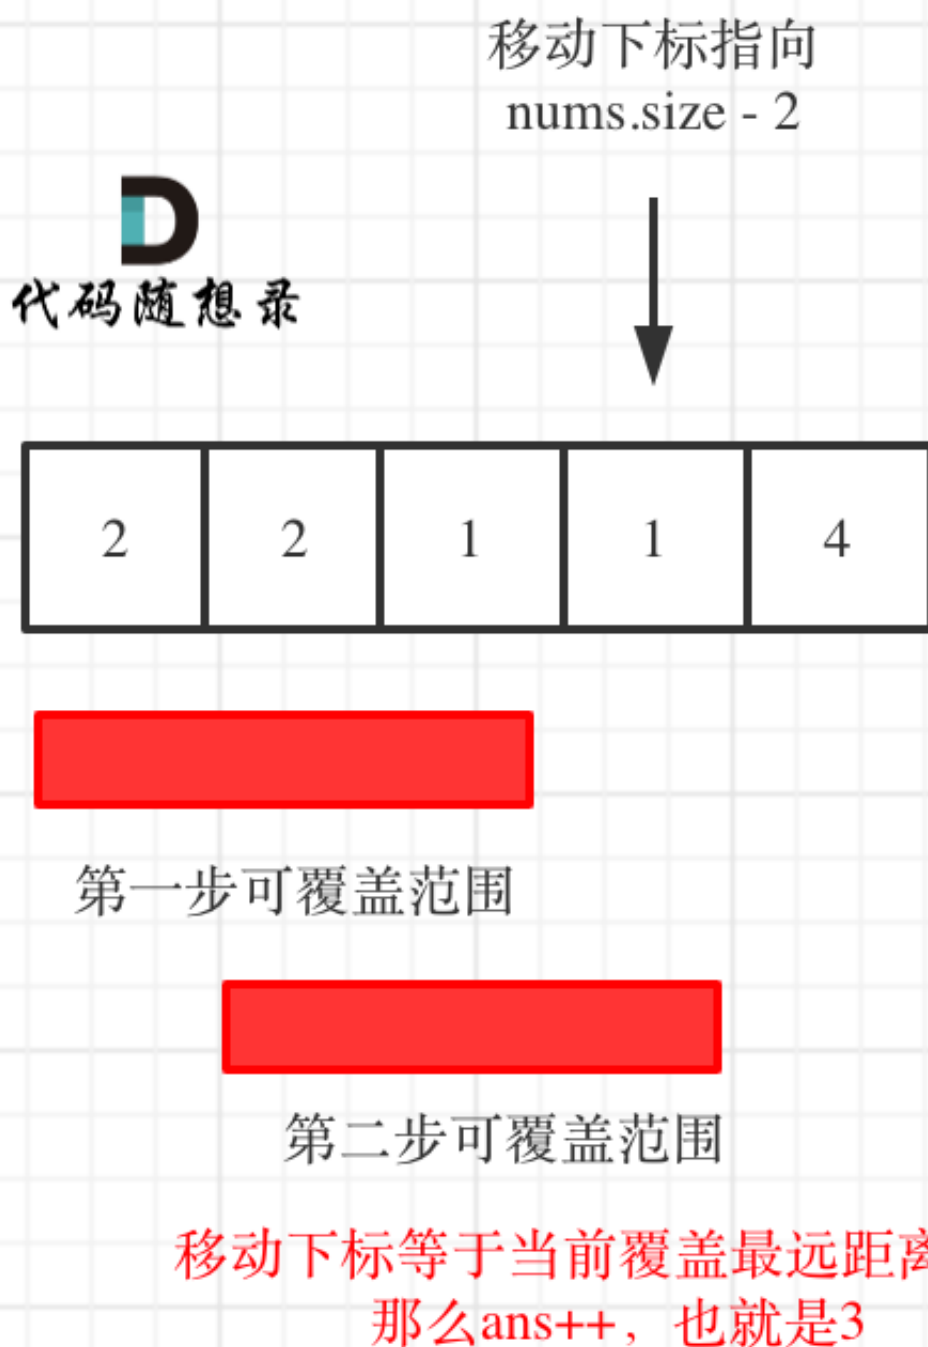 移动下标指向
nums.size - 2
代码随想录
2 2 1 1 4
第一步可覆盖范围
第二步可覆盖范围
移动下标等于当前覆盖最远距离
那么ans++，也就是3